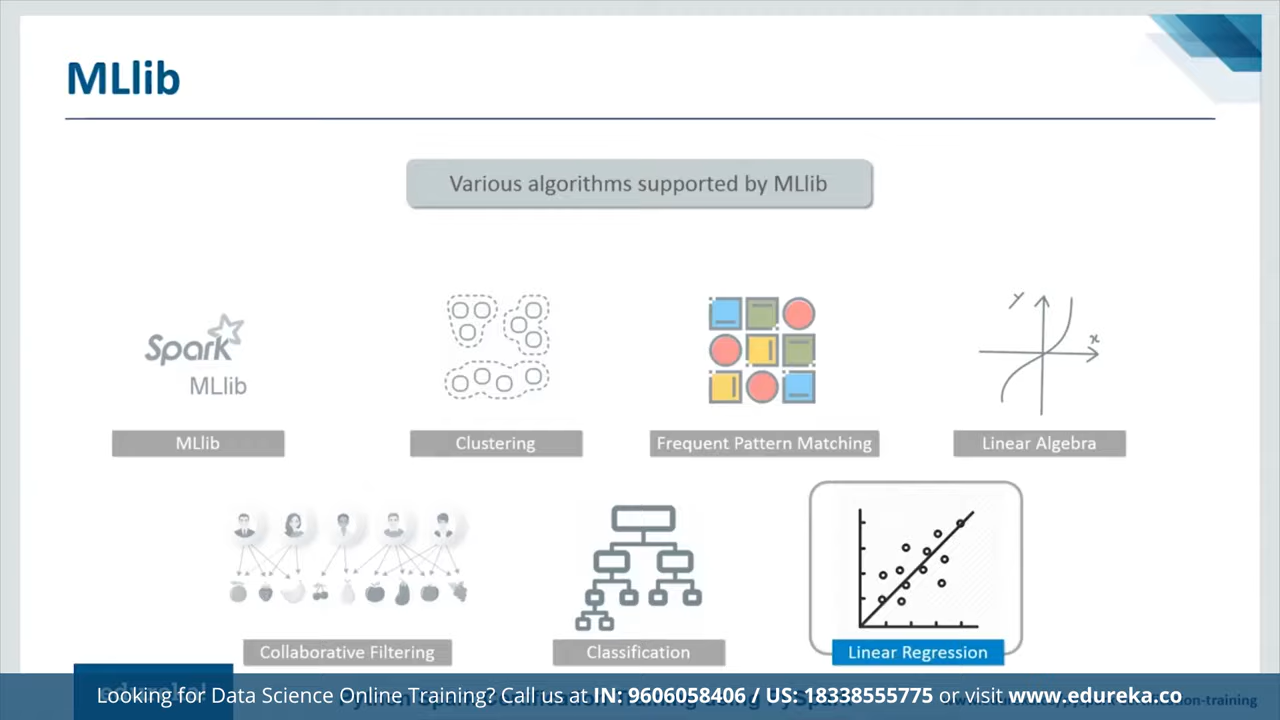 MLlib
Various algorithms supported by MLlib
Spark
MLlib
y
x
MLlib
Clustering
Frequent Pattern Matching
Linear Algebra
Collaborative Filtering
Classification
Linear Regression
Looking for Data Science Online Training? Call us at IN: 9606058406 / US: 18338555775 or visit www.edureka.co